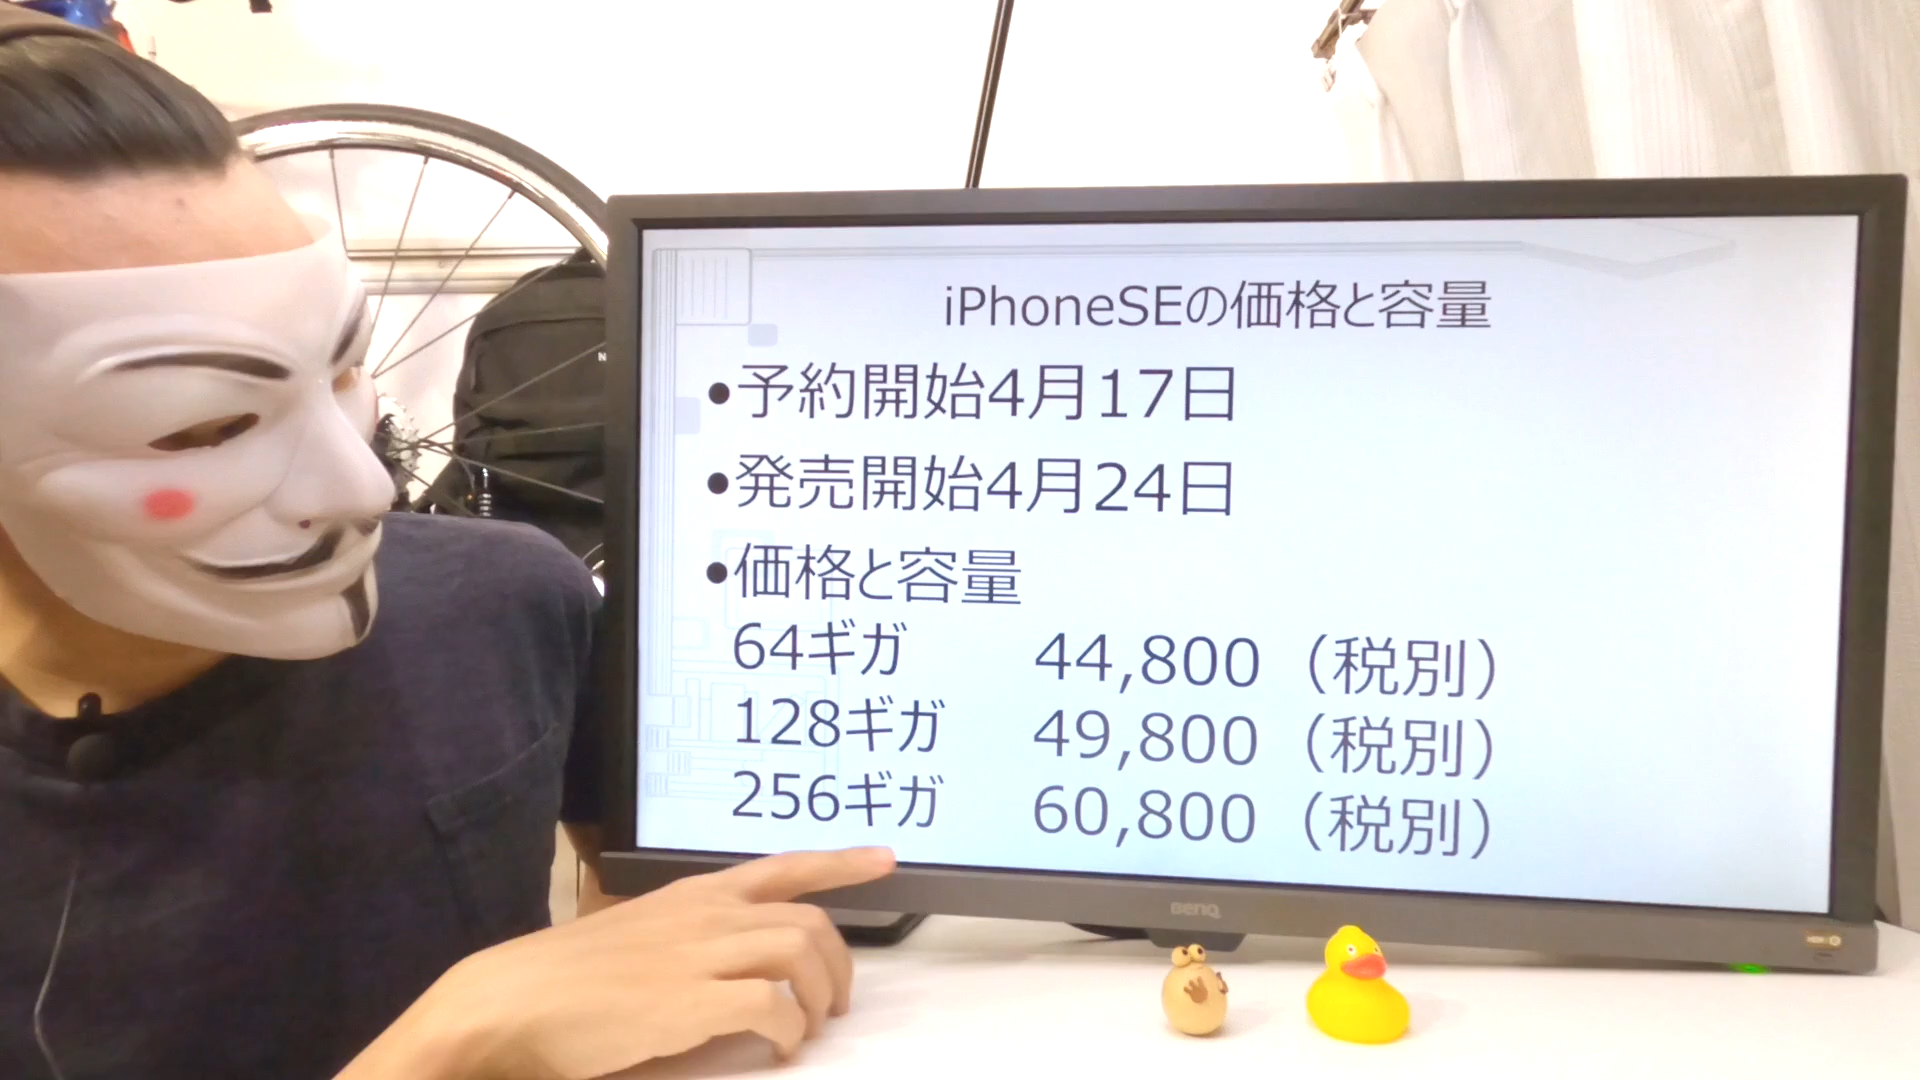 iPhoneSEの価格と容量
•予約開始4月17日
•発売開始4月24日
•価格と容量
64ギガ 44,800（税別）
128ギガ 49,800（税別）
256ギガ 60,800（税別）
BenQ